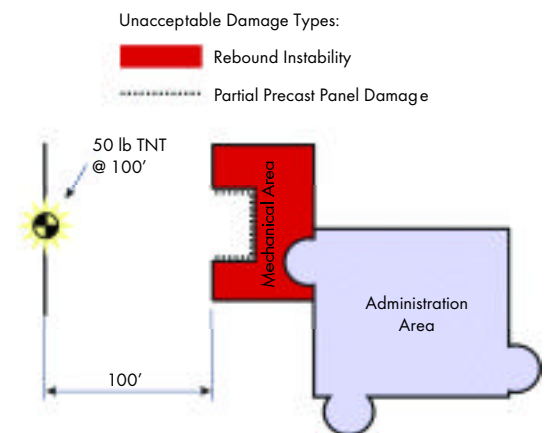 Unacceptable Damage Types:
Rebound Instability
Partial Precast Panel Damage
50 lb TNT
@ 100’
Mechanical Area
Administration
Area
100’